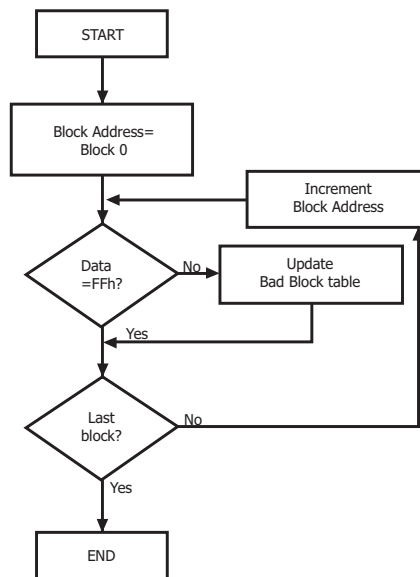 START
Block Address=
Block 0
Increment
Block Address
Data
=FFh?
No
Update
Bad Block table
Yes
Last
block?
No
Yes
END